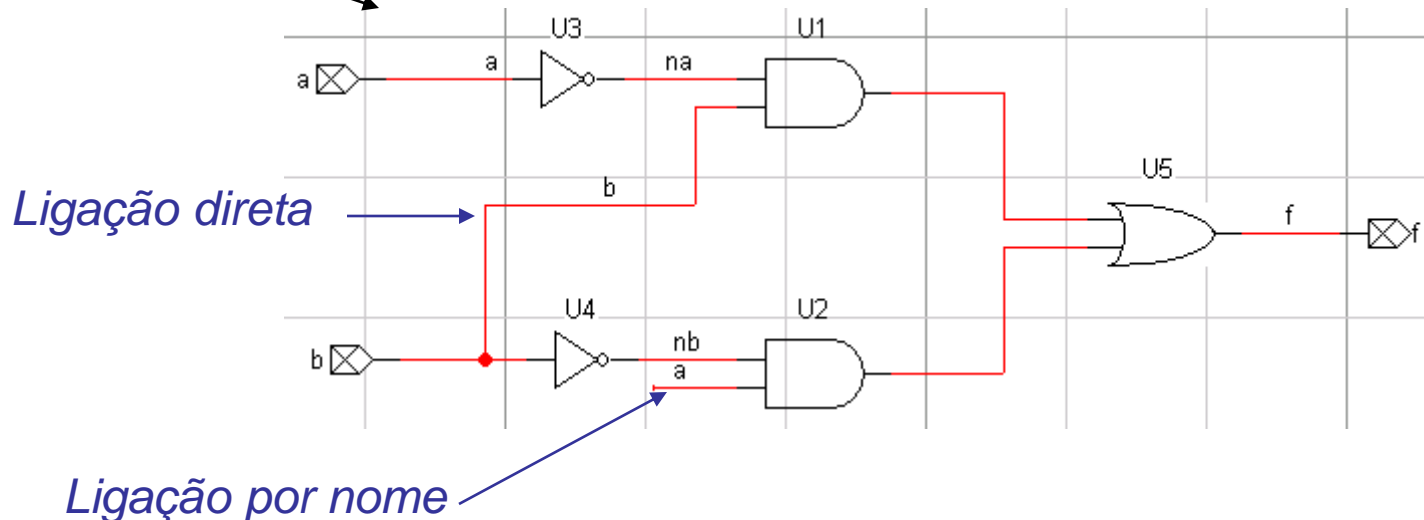 U3
U1
a
a
na
U5
Ligação direta
b
f
f
U4
U2
b
nb
a
Ligação por nome